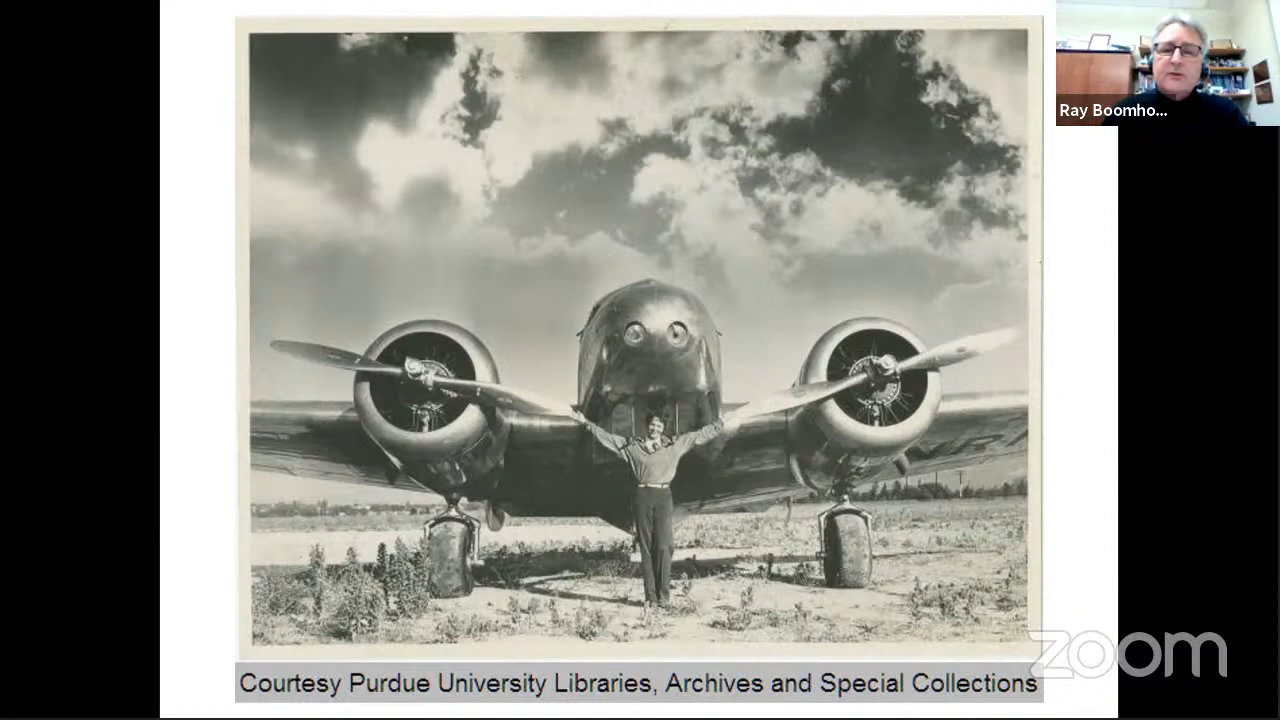 Ray Boomho...
Courtesy Purdue University Libraries, Archives and Special Collections
zoom